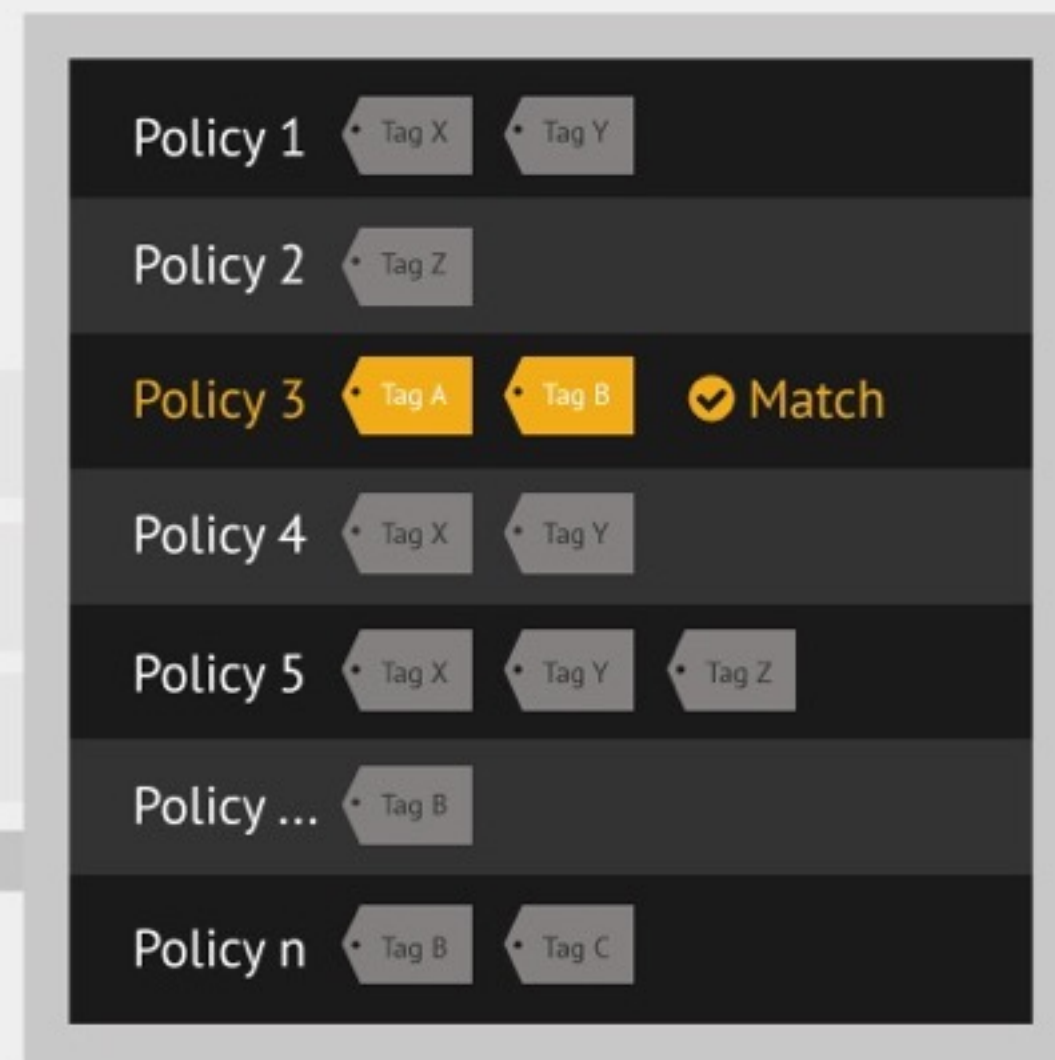 Policy 1 Tag X Tag Y
Policy 2 Tag Z
Policy 3 Tag A Tag B Match
Policy 4 Tag X Tag Y
Policy 5 Tag X Tag Y Tag Z
Policy ... Tag B
Policy n Tag B Tag C